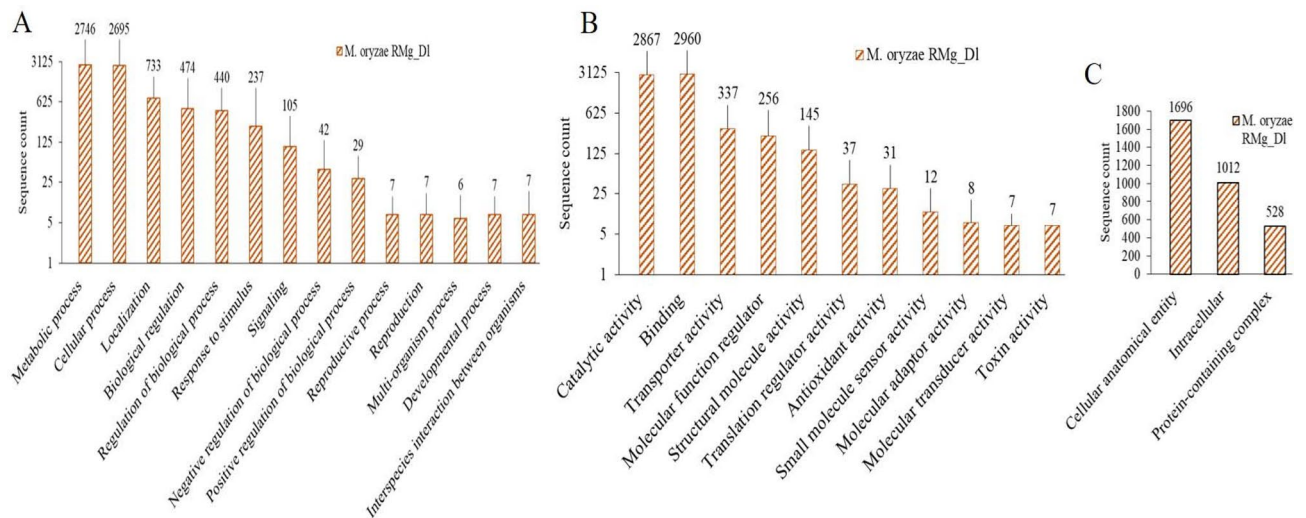 A
2746
2695
733
474
440
237
105
42
29
7
7
6
7
7
M. oryzae RMg_Dl
Sequence count
3125
625
125
25
5
1
Metabolic process
Cellular process
Localization
Biological regulation
Regulation of biological process
Response to stimulus
Signaling
Negative regulation of biological process
Positive regulation of biological process
Reproductive process
Reproduction
Multi-organism process
Developmental process
Interspecies interaction between organisms
B
2867
2960
337
256
145
37
31
12
8
7
7
M. oryzae RMg_Dl
Sequence count
3125
625
125
25
5
1
Catalytic activity
Binding
Transporter activity
Molecular function regulator
Structural molecule activity
Translation regulator activity
Antioxidant activity
Small molecule sensor activity
Molecular adaptor activity
Molecular transducer activity
Toxin activity
C
1696
1012
528
M. oryzae
RMg_Dl
Sequence count
1800
1600
1400
1200
1000
800
600
400
200
0
Cellular anatomical entity
Intracellular
Protein-containing complex